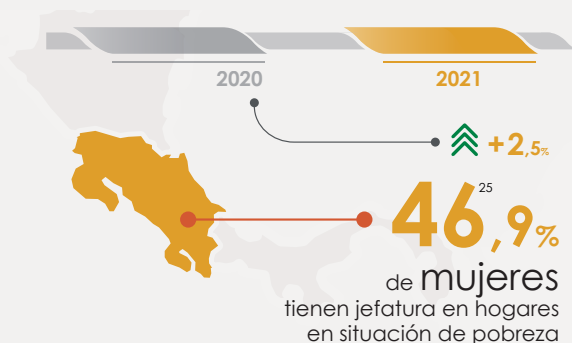 2020 2021
+2,5%
46,9% 25
de mujeres
tienen jefatura en hogares
en situación de pobreza